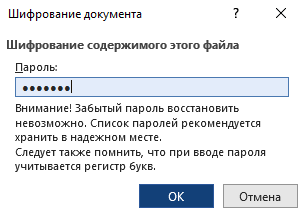 Шифрование документа ? ×
Шифрование содержимого этого файла
Пароль:
●●●●●●●
Внимание! Забытый пароль восстановить
невозможно. Список паролей рекомендуется
хранить в надежном месте.
Следует также помнить, что при вводе пароля
учитывается регистр букв.
ОК Отмена